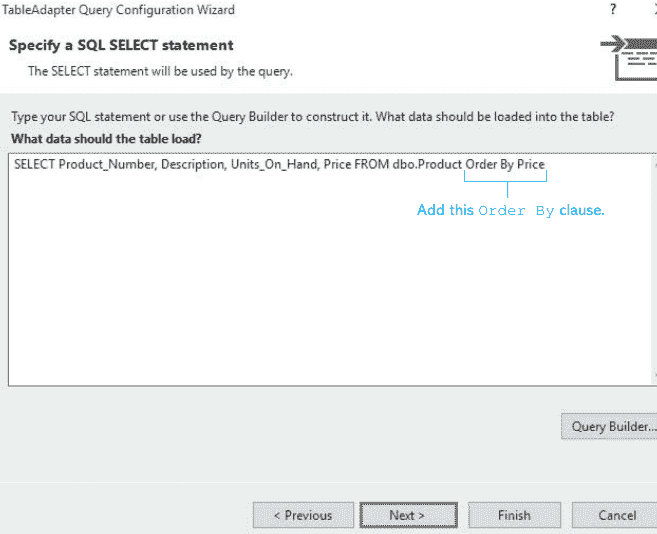 TableAdapter Query Configuration Wizard ?
Specify a SQL SELECT statement
The SELECT statement will be used by the query.
Type your SQL statement or use the Query Builder to construct it. What data should be loaded into the table?
What data should the table load?
SELECT Product_Number, Description, Units_On_Hand, Price FROM dbo.Product Order By Price
Add this Order By clause.
Query Builder...
< Previous Next > Finish Cancel